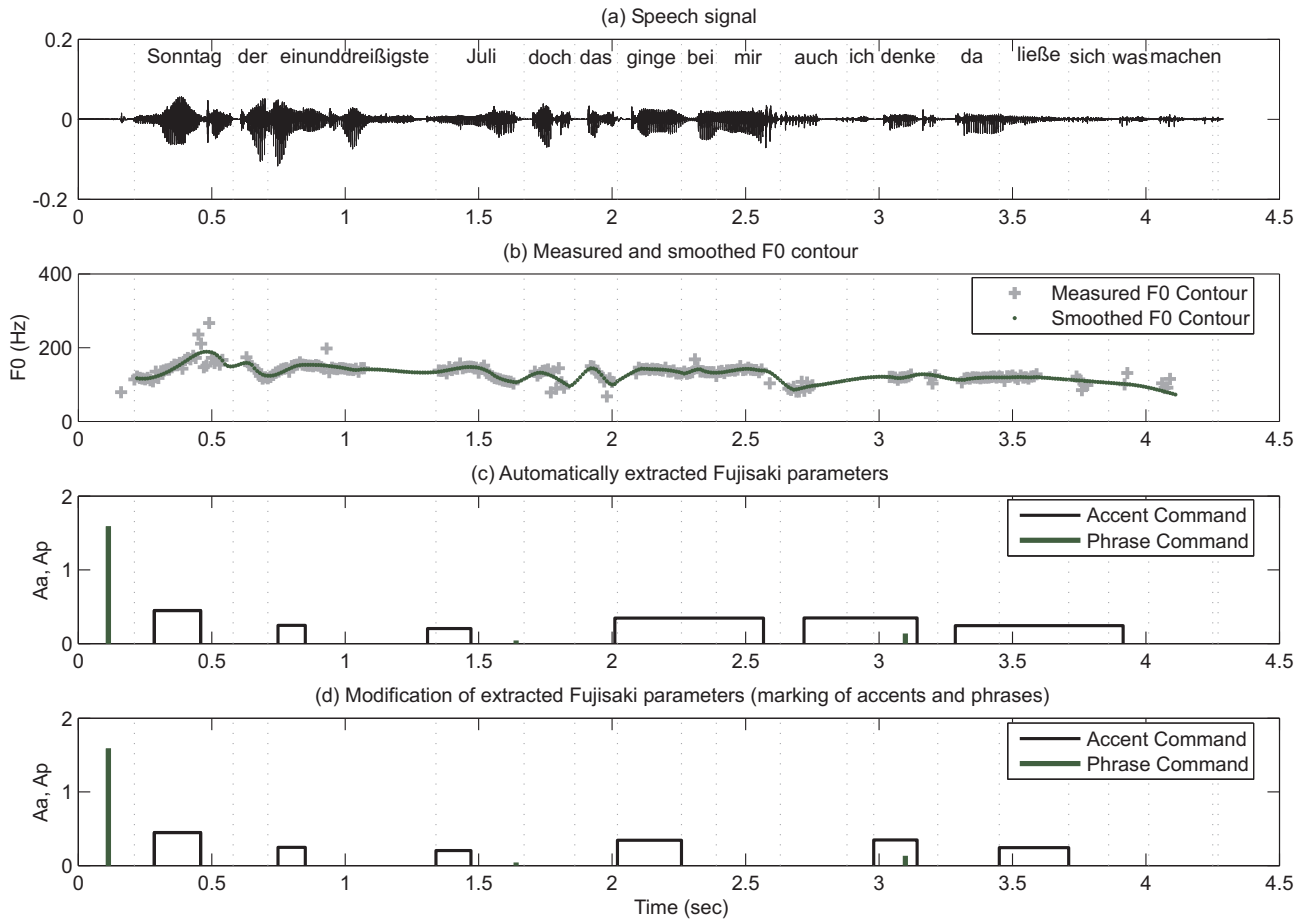 (a) Speech signal
0.2
Sonntag der einunddreißigste Juli doch das ginge bei mir auch ich denke da ließe sich was machen
0
-0.2
0 0.5 1 1.5 2 2.5 3 3.5 4 4.5
(b) Measured and smoothed F0 contour
400
Measured F0 Contour
Smoothed F0 Contour
200
F0 (Hz)
0
0 0.5 1 1.5 2 2.5 3 3.5 4 4.5
(c) Automatically extracted Fujisaki parameters
2
Accent Command
Phrase Command
1
Aa, Ap
0
0 0.5 1 1.5 2 2.5 3 3.5 4 4.5
(d) Modification of extracted Fujisaki parameters (marking of accents and phrases)
2
Accent Command
Phrase Command
1
Aa, Ap
0
0 0.5 1 1.5 2 2.5 3 3.5 4 4.5
Time (sec)